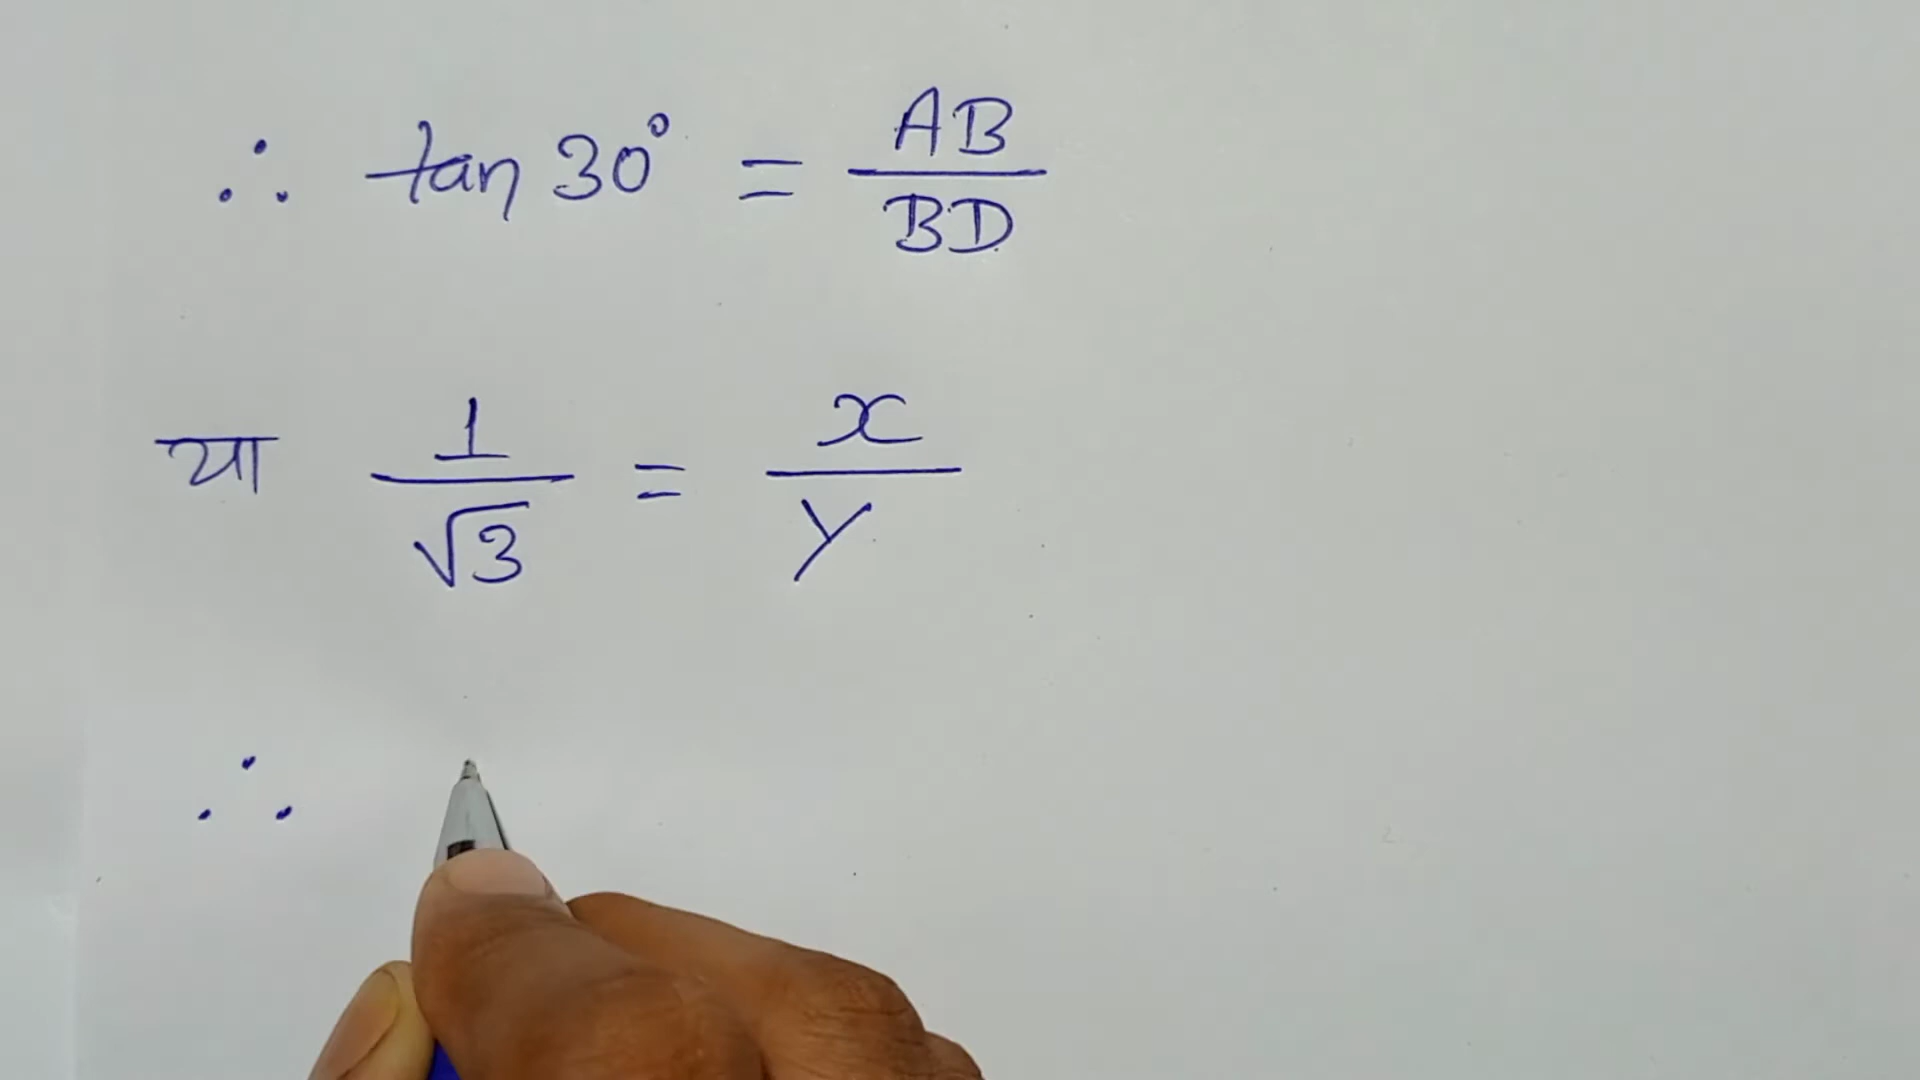 ∴ tan 30° = AB/BD
या 1/√3 = x/y
∴